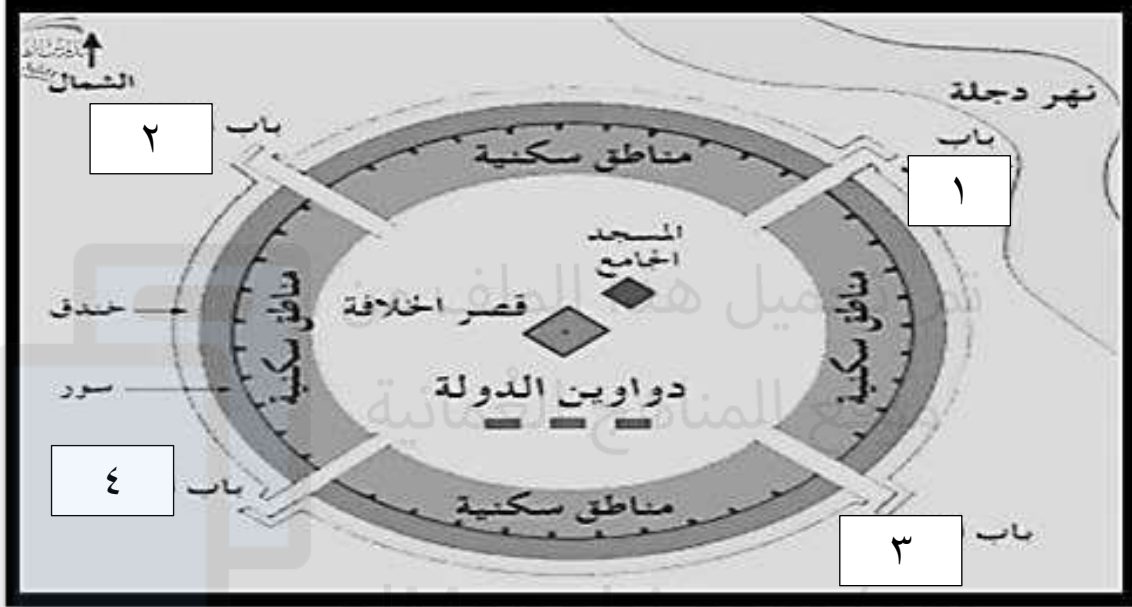 الشمال
نهر دجلة
باب
٢
باب
١
مناطق سكنية
المسجد
الجامع
قصر الخلافة
مناطق سكنية
مناطق سكنية
خندق
سور
دواوين الدولة
مناطق سكنية
باب
٤
باب
٣